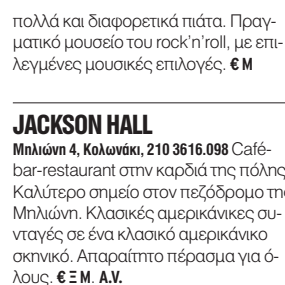 πολλά και διαφορετικά πιάτα. Πραγ-
ματικό μουσείο του rock'n'roll, με επι-
λεγμένες μουσικές επιλογές. € M
JACKSON HALL
Μηλιώνη 4, Κολωνάκι, 210 3616.098 Café-
bar-restaurant στην καρδιά της πόλης
Καλύτερο σημείο στον πεζόδρομο τη
Μηλιώνη. Κλασικές αμερικάνικες συ-
νταγές σε ένα κλασικό αμερικάνικο
σκηνικό. Απαραίτητο πέρασμα για ό-
λους. € Ξ M. A.V.